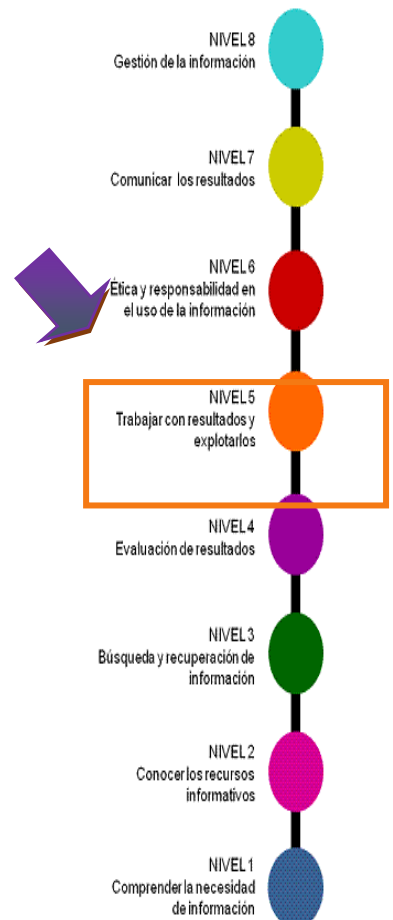 NIVEL 8
Gestión de la información
NIVEL 7
Comunicar los resultados
NIVEL 6
Ética y responsabilidad en
el uso de la información
NIVEL 5
Trabajar con resultados y
explotarlos
NIVEL 4
Evaluación de resultados
NIVEL 3
Búsqueda y recuperación de
información
NIVEL 2
Conocer los recursos
informativos
NIVEL 1
Comprender la necesidad
de información